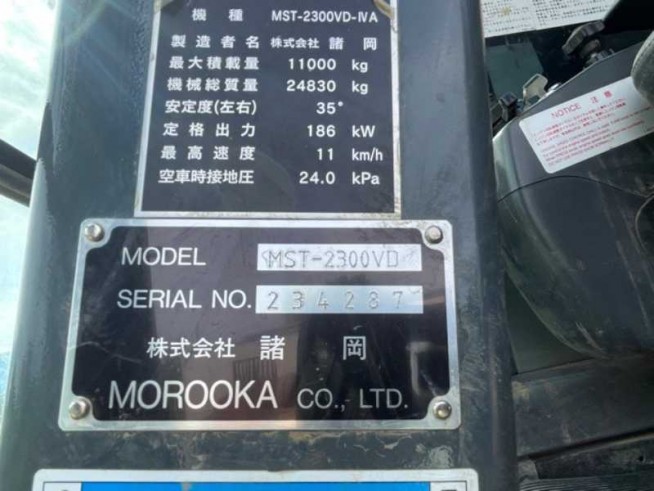 機種 MST-2300VD-ⅣA
製造者名 株式会社 諸岡
最大積載量 11000 kg
機械総質量 24830 kg
安定度(左右) 35°
定格出力 186 kW
最高速度 11 km/h
空車時接地圧 24.0 kPa
NOTICE 注意
MODEL MST-2300VD
SERIAL NO. 234287
株式会社 諸岡
MOROOKA CO., LTD.